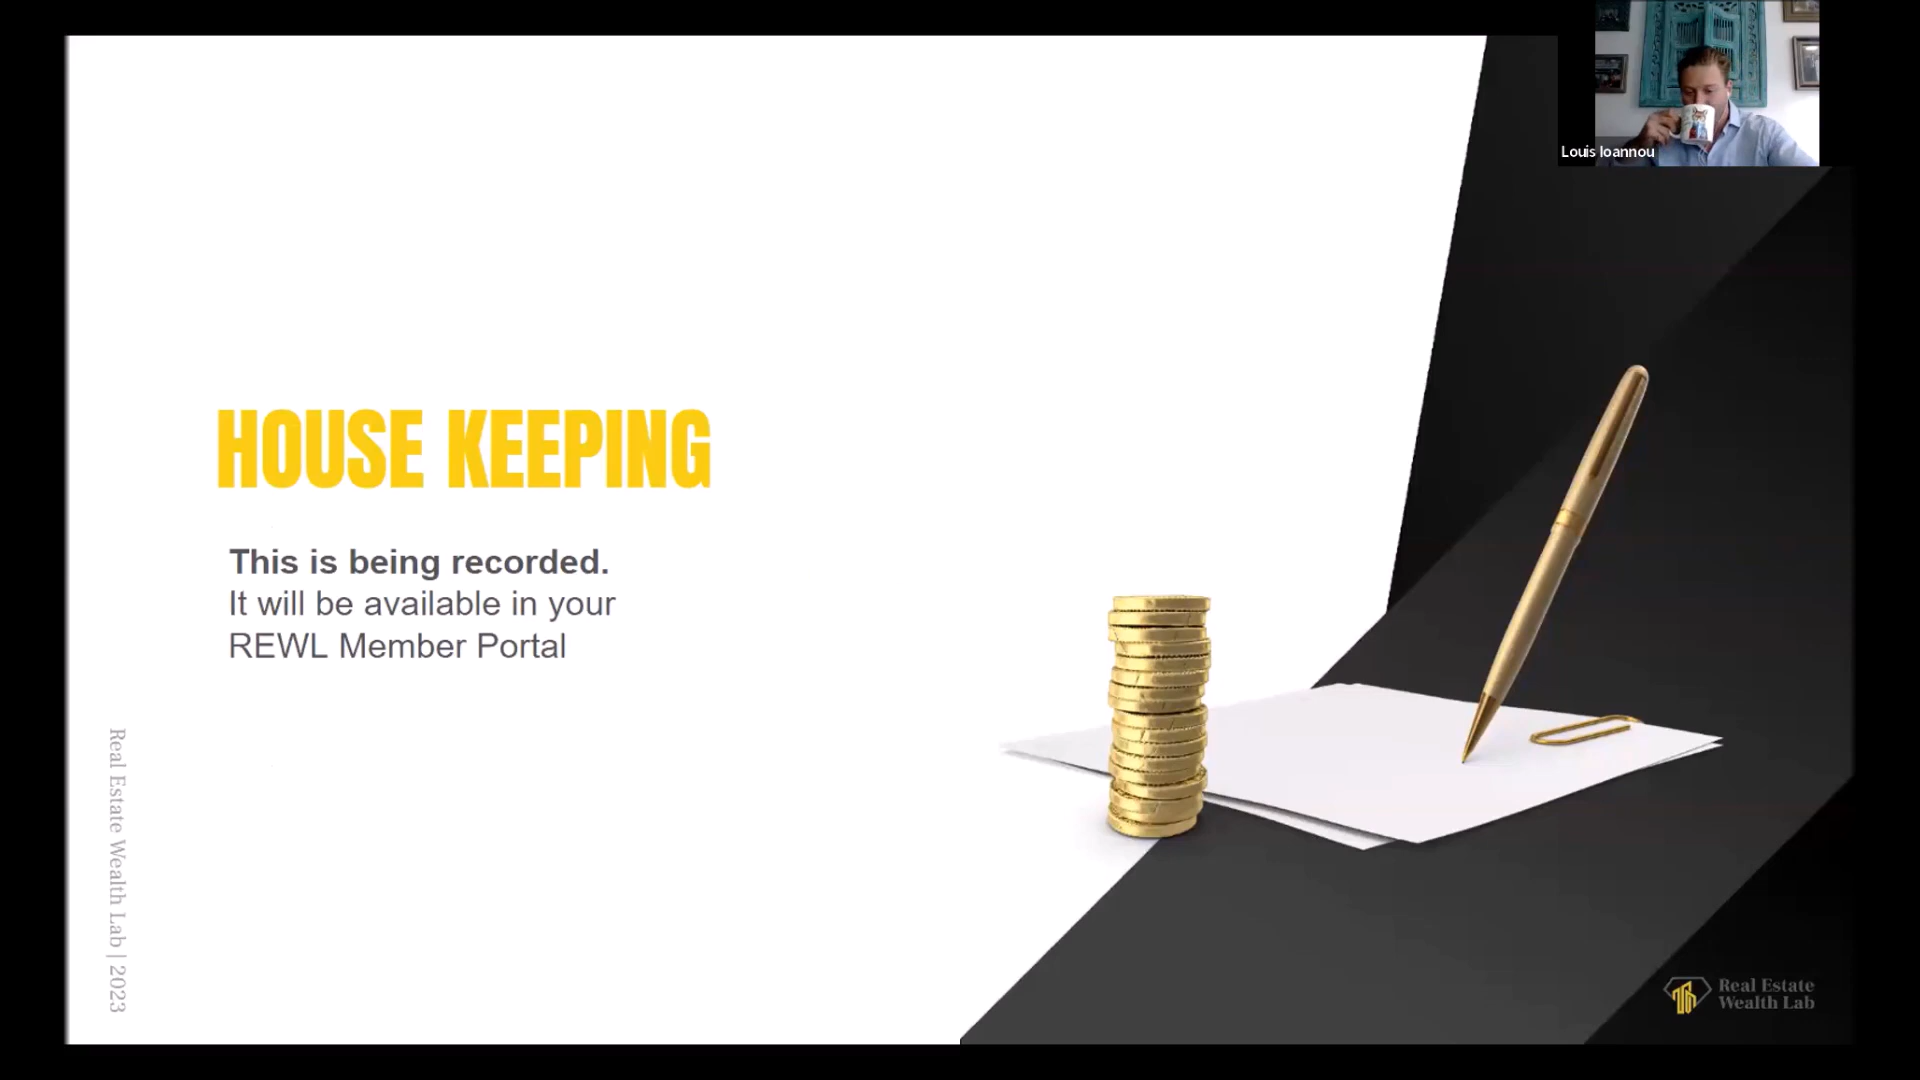 Louis Ioannou
HOUSE KEEPING
This is being recorded.
It will be available in your
REWL Member Portal
Real Estate Wealth Lab | 2023
Real Estate
Wealth Lab